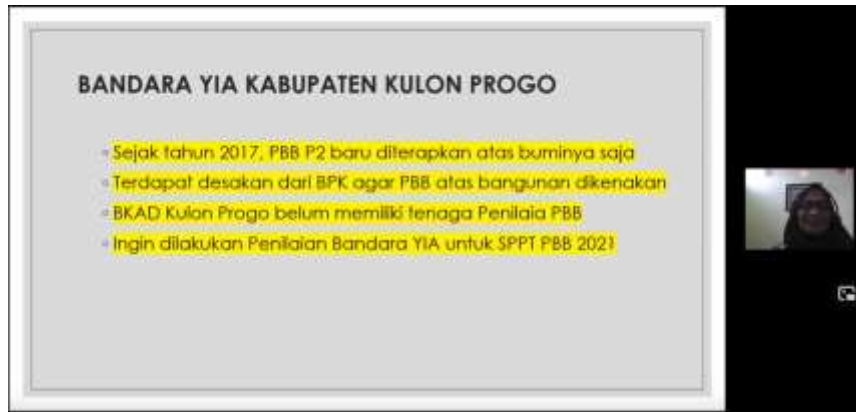 BANDARA YIA KABUPATEN KULON PROGO
Sejak tahun 2017, PBB P2 baru diterapkan atas buminya saja
Terdapat desakan dari BPK agar PBB atas bangunan dikenakan
BKAD Kulon Progo belum memiliki tenaga Penilaia PBB
Ingin dilakukan Penilaian Bandara YIA untuk SPPT PBB 2021